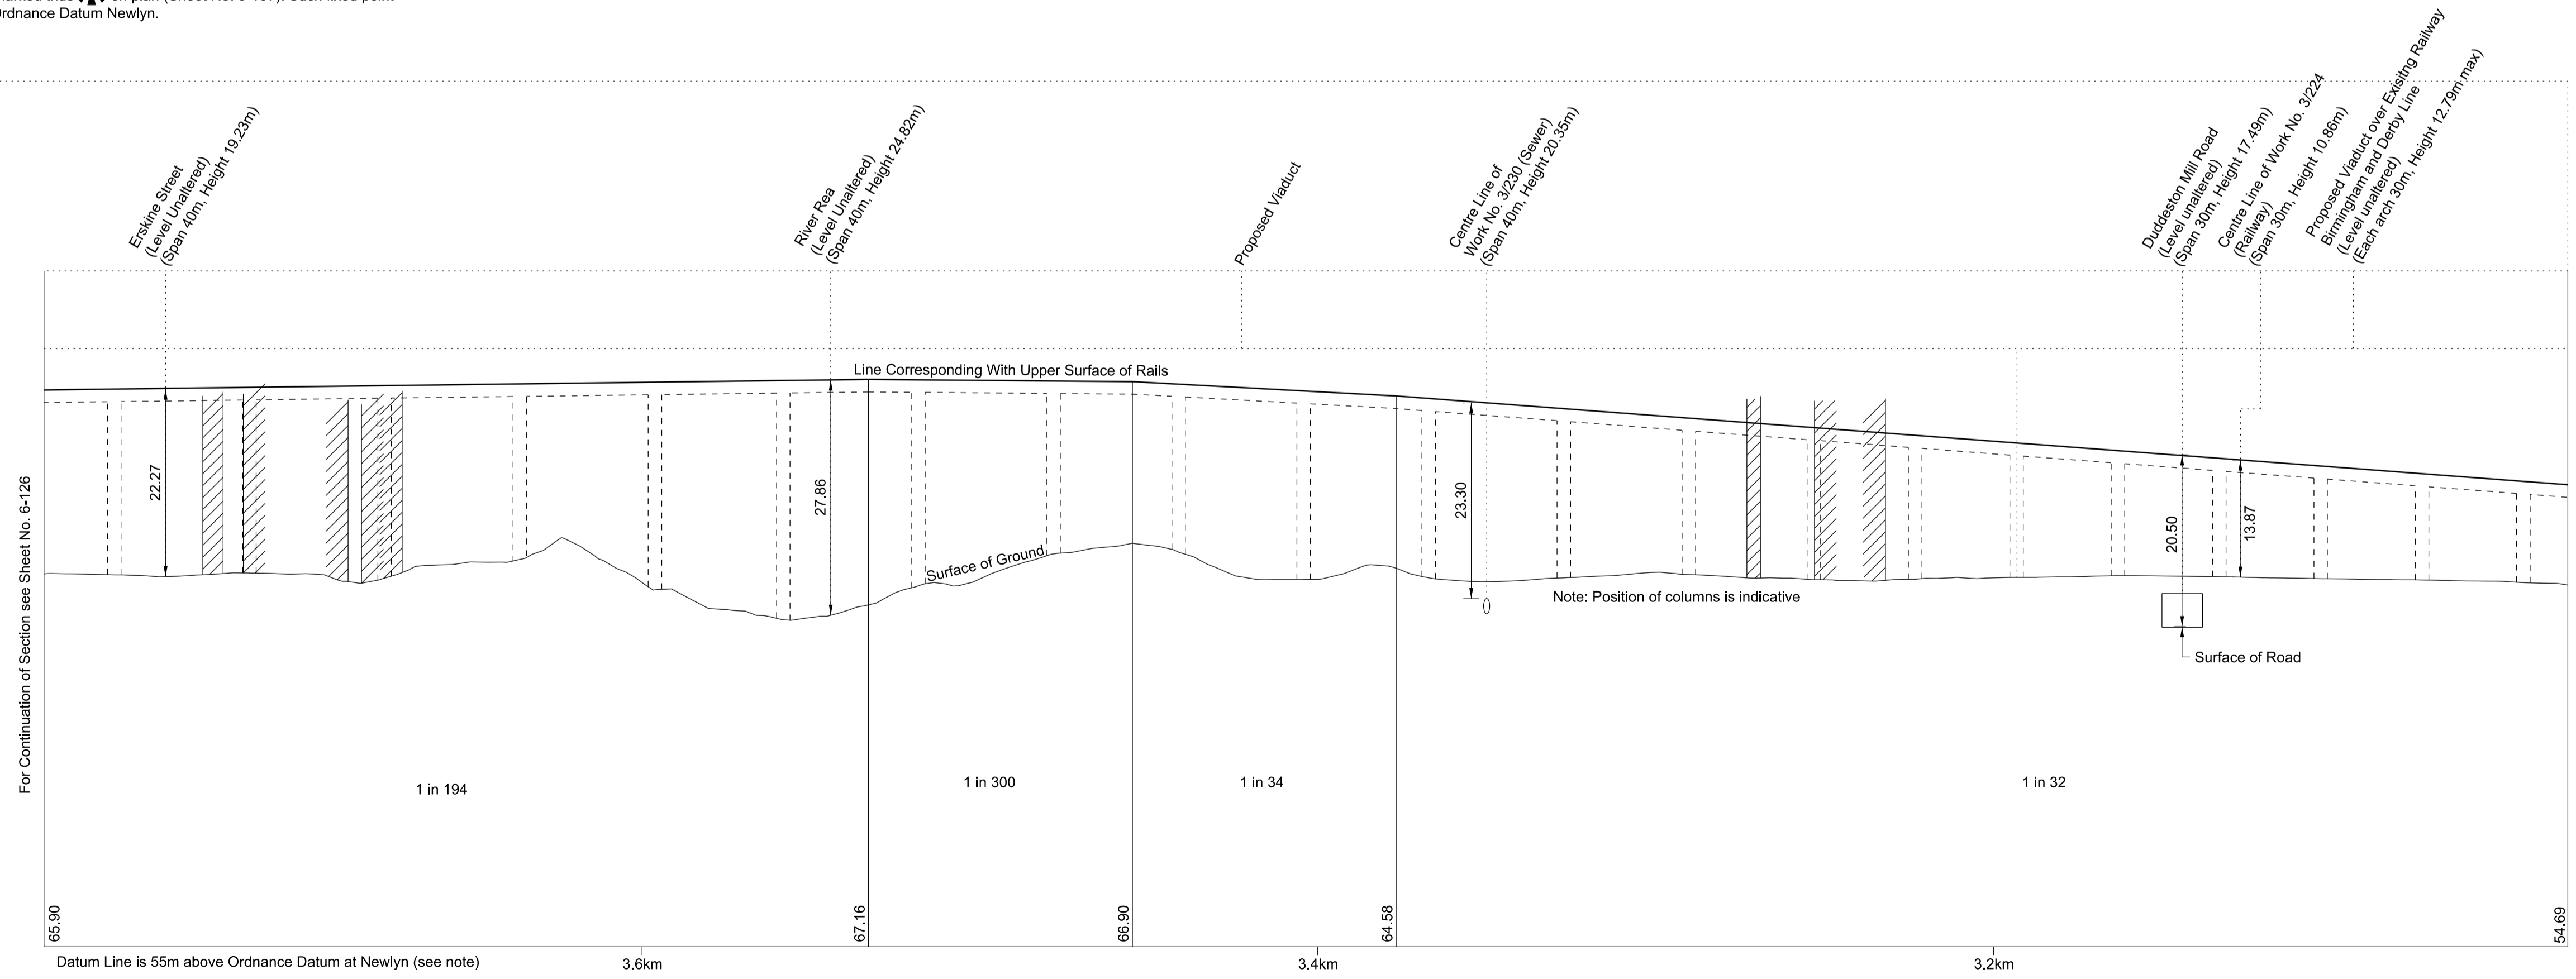 Ordnance Datum Newlyn.
Erskine Street
(Level Unaltered)
(Span 40m, Height 19.23m)
River Rea
(Level Unaltered)
(Span 40m, Height 24.82m)
Proposed Viaduct
Centre Line of
Work No. 3/230 (Sewer)
(Span 40m, Height 20.35m)
Duddeston Mill Road
(Level unaltered)
(Span 30m, Height 17.49m)
Centre Line of Work No. 3/224
(Railway)
(Span 30m, Height 10.86m)
Proposed Viaduct over Exisitng Railway
Birmingham and Derby Line
(Level unaltered)
(Each arch 30m, Height 12.79m max)
Line Corresponding With Upper Surface of Rails
22.27
27.86
23.30
20.50
13.87
Surface of Ground
Note: Position of columns is indicative
Surface of Road
For Continuation of Section see Sheet No. 6-126
1 in 194
1 in 300
1 in 34
1 in 32
65.90
67.16
66.90
64.58
54.69
Datum Line is 55m above Ordnance Datum at Newlyn (see note)
3.6km
3.4km
3.2km